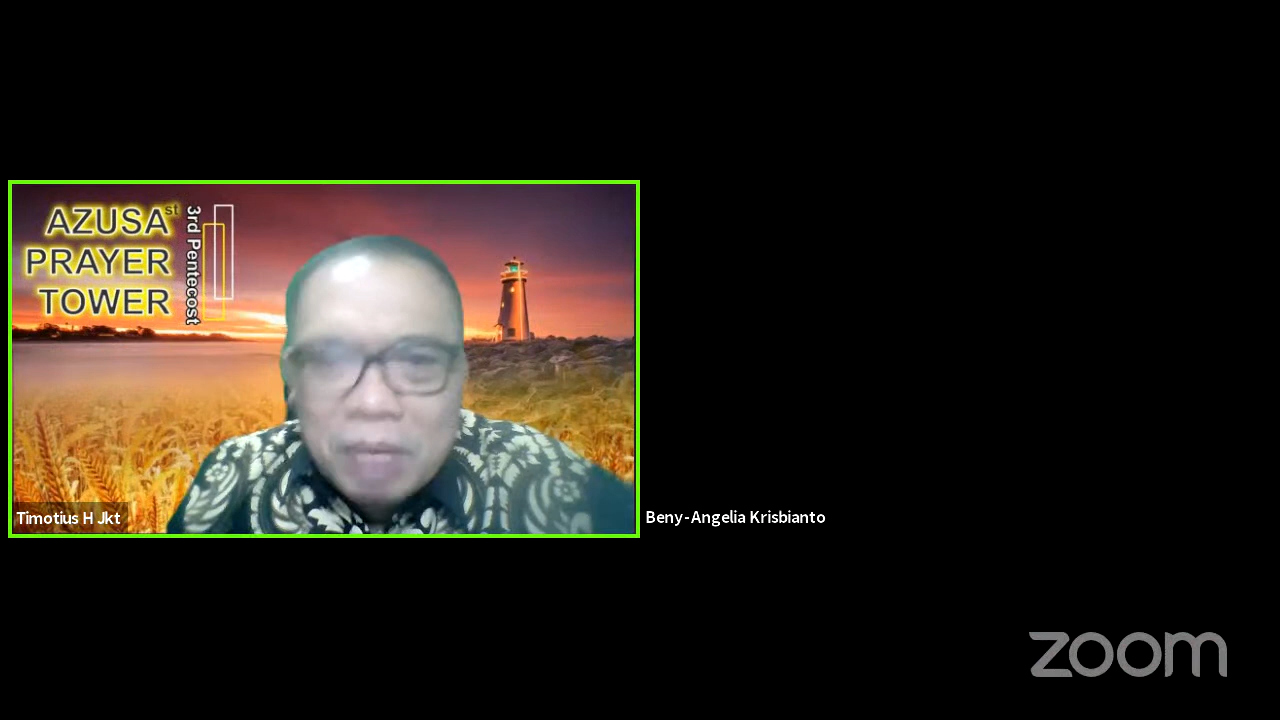 AZUSA st
PRAYER
TOWER
3rd Pentecost
Timotius H Jkt
Beny-Angelia Krisbianto
zoom